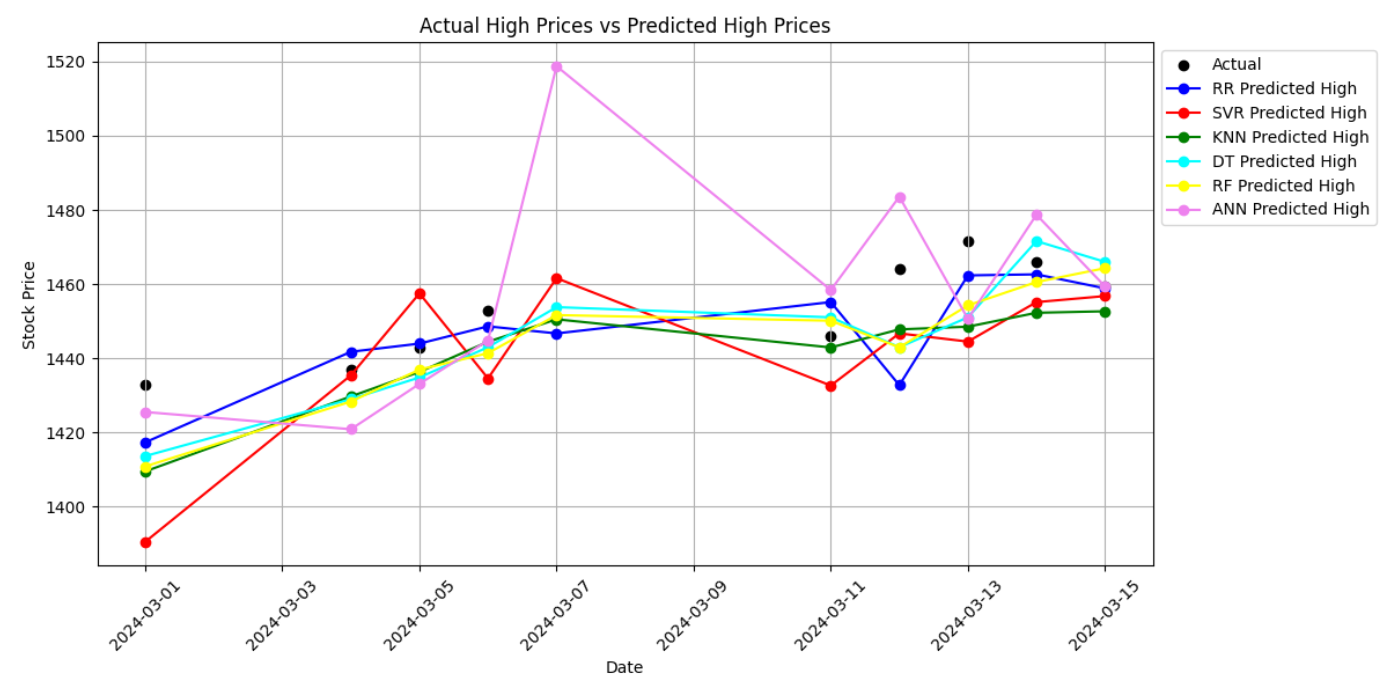 Actual High Prices vs Predicted High Prices
1520
1500
1480
1460
1440
1420
1400
Stock Price
2024-03-01
2024-03-03
2024-03-05
2024-03-07
2024-03-09
2024-03-11
2024-03-13
2024-03-15
Date
Actual
RR Predicted High
SVR Predicted High
KNN Predicted High
DT Predicted High
RF Predicted High
ANN Predicted High